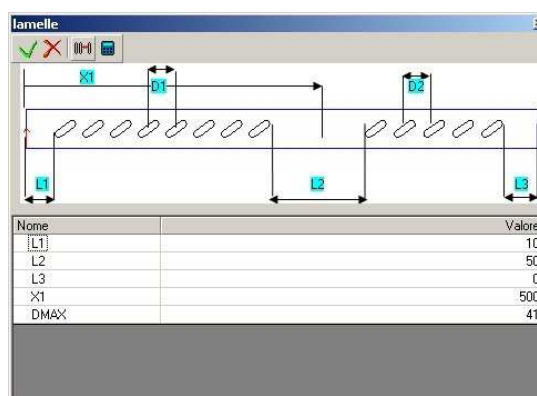 lamelle
X1
D1
D2
L1
L2
L3
Nome Valore
L1 10
L2 50
L3 0
X1 500
DMAX 41